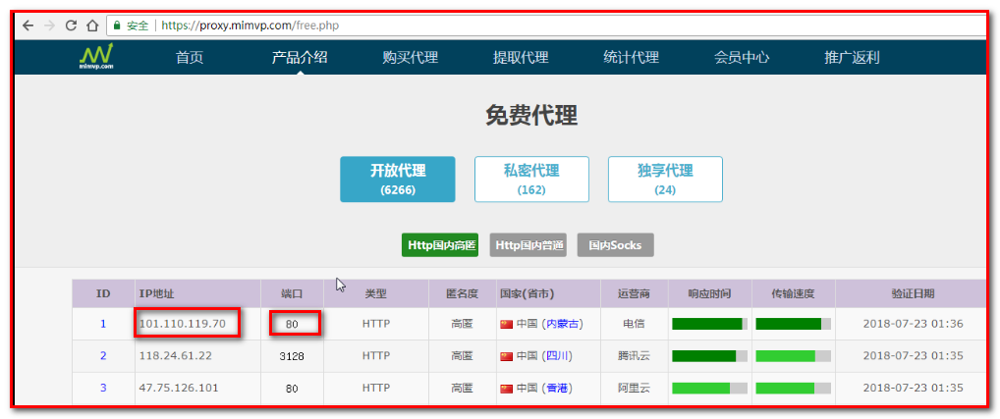 安全 https://proxy.mimvp.com/free.php
mimvp.com 首页 产品介绍 购买代理 提取代理 统计代理 会员中心 推广返利
免费代理
开放代理 私密代理 独享代理
(6266) (162) (24)
Http国内高匿 Http国内普通 国内Socks
ID IP地址 端口 类型 匿名度 国家(省市) 运营商 响应时间 传输速度 验证日期
1 101.110.119.70 80 HTTP 高匿 中国 (内蒙古) 电信 2018-07-23 01:36
2 118.24.61.22 3128 HTTP 高匿 中国 (四川) 腾讯云 2018-07-23 01:35
3 47.75.126.101 80 HTTP 高匿 中国 (香港) 阿里云 2018-07-23 01:35